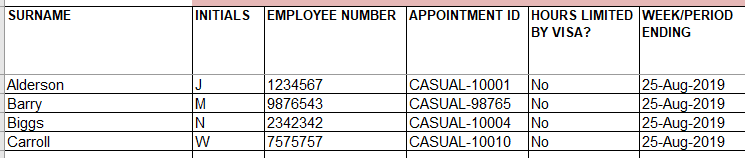 SURNAME INITIALS EMPLOYEE NUMBER APPOINTMENT ID HOURS LIMITED BY VISA? WEEK/PERIOD ENDING
Alderson J 1234567 CASUAL-10001 No 25-Aug-2019
Barry M 9876543 CASUAL-98765 No 25-Aug-2019
Biggs N 2342342 CASUAL-10004 No 25-Aug-2019
Carroll W 7575757 CASUAL-10010 No 25-Aug-2019